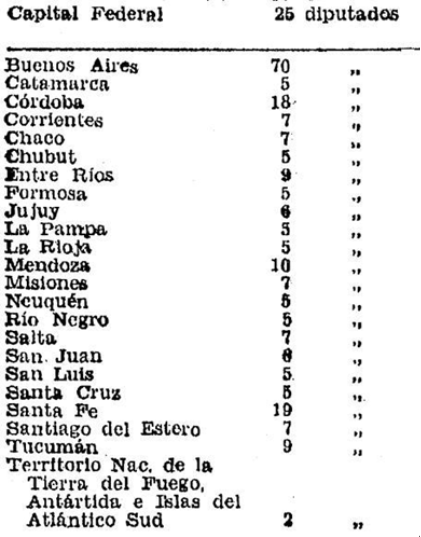 Capital Federal 25 diputados
Buenos Aires 70 „
Catamarca 5 „
Córdoba 18 „
Corrientes 7 „
Chaco 7 „
Chubut 5 „
Entre Ríos 9 „
Formosa 5 „
Jujuy 6 „
La Pampa 5 „
La Rioja 5 „
Mendoza 10 „
Misiones 7 „
Neuquén 5 „
Río Negro 5 „
Salta 7 „
San Juan 6 „
San Luis 5 „
Santa Cruz 5 „
Santa Fe 19 „
Santiago del Estero 7 „
Tucumán 9 „
Territorio Nac. de la
Tierra del Fuego,
Antártida e Islas del
Atlántico Sud 2 „